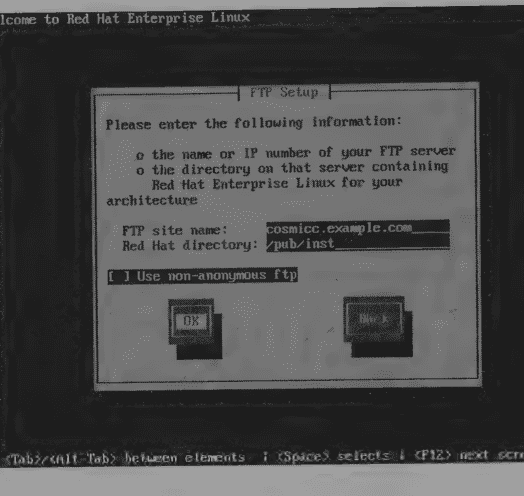 lcome to Red Hat Enterprise Linux
FTP Setup
Please enter the following information:
o the name or IP number of your FTP server
o the directory on that server containing
Red Hat Enterprise Linux for your
architecture
FTP site name: cosmicc.example.com
Red Hat directory: /pub/inst
[ ] Use non-anonymous ftp
OK
<Tab>/<Alt-Tab> between elements | <Space> selects | <F12> next scre